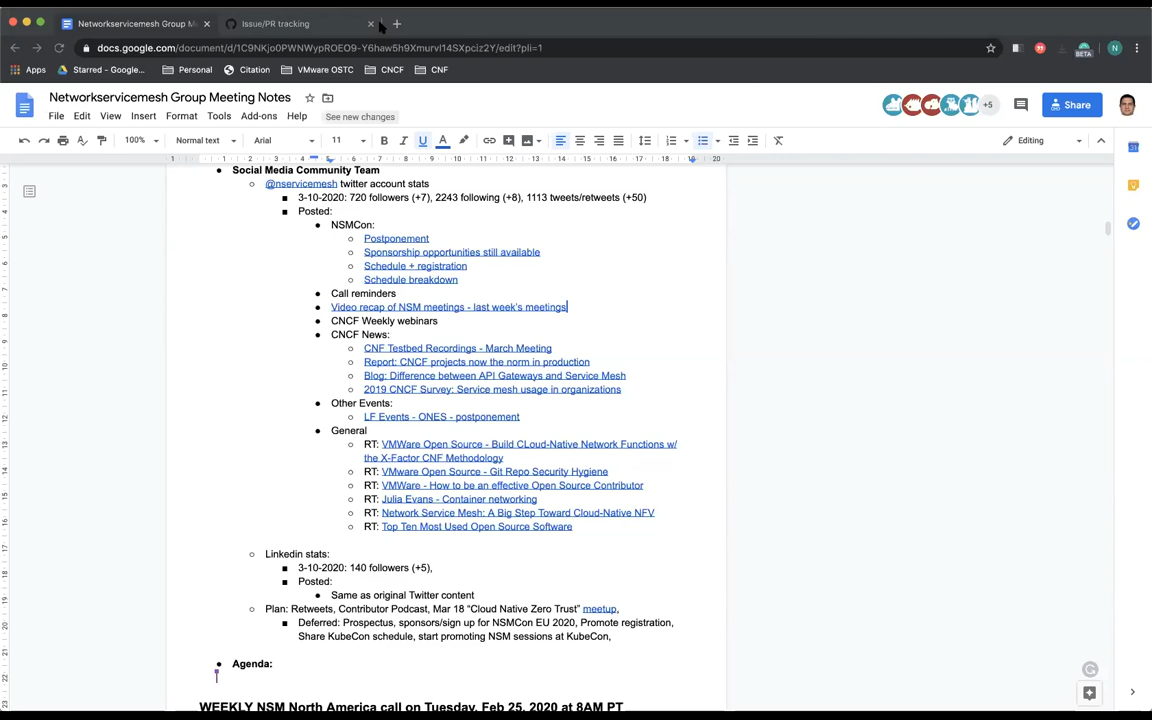 Networkservicemesh Group M
Issue/PR tracking
docs.google.com/document/d/1C9NKjo0PWNWypROEO9-Y6haw5h9Xmurvl14SXpciz2Y/edit?pli=1
BETA
N
Apps
Starred - Google...
Personal
Citation
VMware OSTC
CNCF
CNF
Networkservicemesh Group Meeting Notes
File Edit View Insert Format Tools Add-ons Help
See new changes
+5
Share
100%
Normal text
Arial
11
Editing
Social Media Community Team
@nservicemesh twitter account stats
3-10-2020: 720 followers (+7), 2243 following (+8), 1113 tweets/retweets (+50)
Posted:
NSMCon:
Postponement
Sponsorship opportunities still available
Schedule + registration
Schedule breakdown
Call reminders
Video recap of NSM meetings - last week's meetings
CNCF Weekly webinars
CNCF News:
CNF Testbed Recordings - March Meeting
Report: CNCF projects now the norm in production
Blog: Difference between API Gateways and Service Mesh
2019 CNCF Survey: Service mesh usage in organizations
Other Events:
LF Events - ONES - postponement
General
RT: VMWare Open Source - Build CLoud-Native Network Functions w/
the X-Factor CNF Methodology
RT: VMware Open Source - Git Repo Security Hygiene
RT: VMWare - How to be an effective Open Source Contributor
RT: Julia Evans - Container networking
RT: Network Service Mesh: A Big Step Toward Cloud-Native NFV
RT: Top Ten Most Used Open Source Software
Linkedin stats:
3-10-2020: 140 followers (+5),
Posted:
Same as original Twitter content
Plan: Retweets, Contributor Podcast, Mar 18 “Cloud Native Zero Trust” meetup,
Deferred: Prospectus, sponsors/sign up for NSMCon EU 2020, Promote registration,
Share KubeCon schedule, start promoting NSM sessions at KubeCon,
Agenda:
WEEKLY NSM North America call on Tuesday, Feb 25, 2020 at 8AM PT